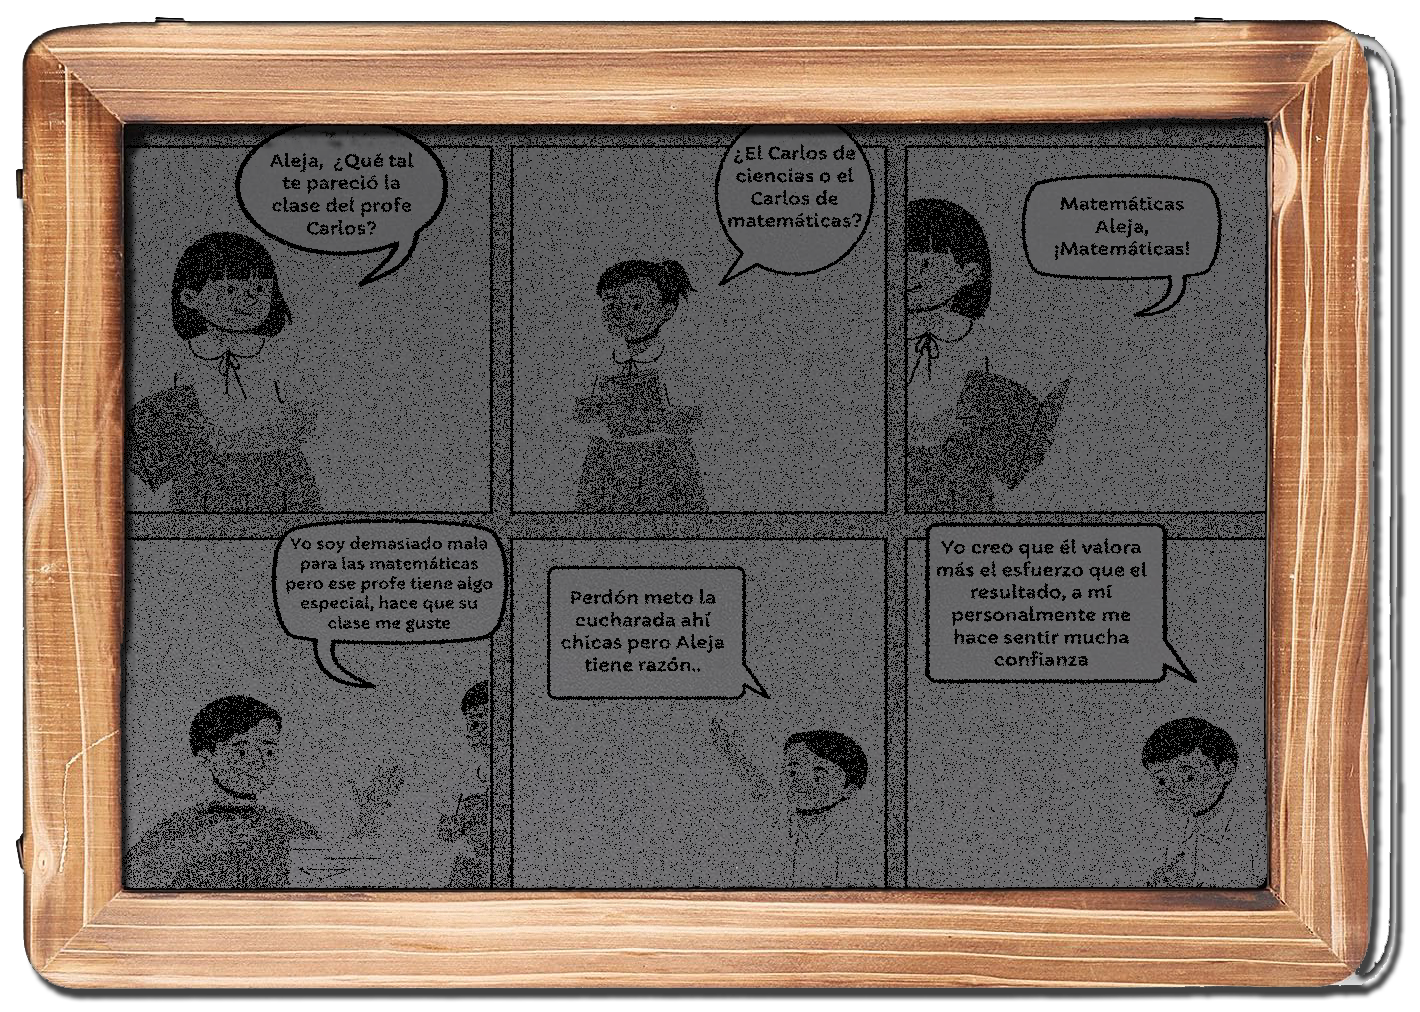 Aleja, ¿Qué tal
te pareció la
clase del profe
Carlos?
¿El Carlos de
ciencias o el
Carlos de
matemáticas?
Matemáticas
Aleja,
¡Matemáticas!
Yo soy demasiado mala
para las matemáticas
pero ese profe tiene algo
especial, hace que su
clase me guste
Perdón meto la
cucharada ahí
chicas pero Aleja
tiene razón..
Yo creo que él valora
más el esfuerzo que el
resultado, a mí
personalmente me
hace sentir mucha
confianza